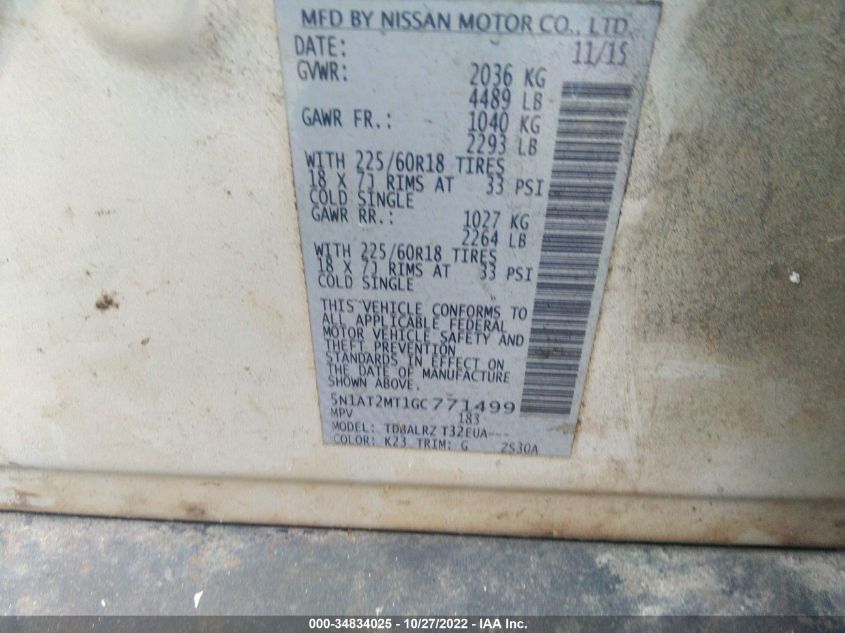 MFD BY NISSAN MOTOR CO., LTD.
DATE: 11/15
GVWR: 2036 KG
4489 LB
GAWR FR.: 1040 KG
2293 LB
WITH 225/60R18 TIRES
18 X 7J RIMS AT 33 PSI
COLD SINGLE
GAWR RR.: 1027 KG
2264 LB
WITH 225/60R18 TIRES
18 X 7J RIMS AT 33 PSI
COLD SINGLE
THIS VEHICLE CONFORMS TO
ALL APPLICABLE FEDERAL
MOTOR VEHICLE SAFETY AND
THEFT PREVENTION
STANDARDS IN EFFECT ON
THE DATE OF MANUFACTURE
SHOWN ABOVE.
5N1AT2MT1GC771499
MPV 183
MODEL: TDBALRZ T32EUA---
COLOR: K23 TRIM: G 2S30A
000-34834025 - 10/27/2022 - IAAI.com